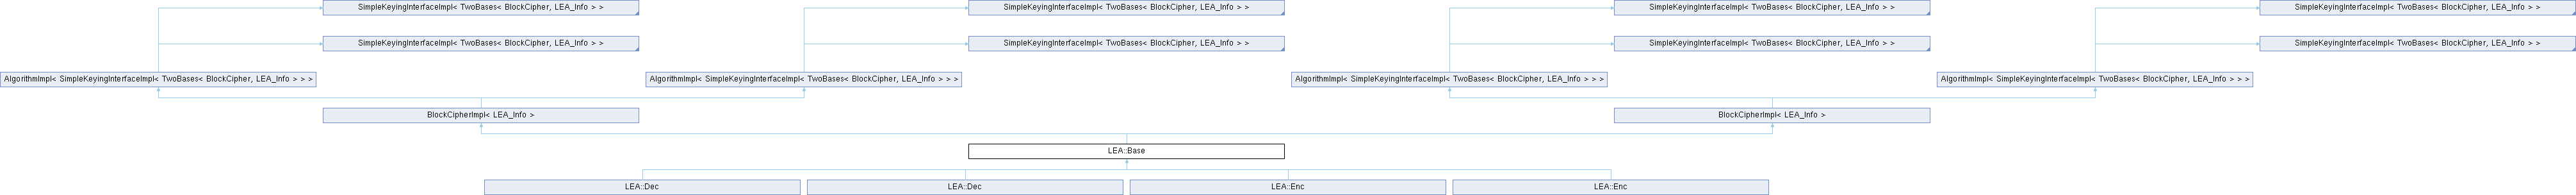 SimpleKeyingInterfaceImpl< TwoBases< BlockCipher, LEA_Info > >
SimpleKeyingInterfaceImpl< TwoBases< BlockCipher, LEA_Info > >
SimpleKeyingInterfaceImpl< TwoBases< BlockCipher, LEA_Info > >
SimpleKeyingInterfaceImpl< TwoBases< BlockCipher, LEA_Info > >
SimpleKeyingInterfaceImpl< TwoBases< BlockCipher, LEA_Info > >
SimpleKeyingInterfaceImpl< TwoBases< BlockCipher, LEA_Info > >
SimpleKeyingInterfaceImpl< TwoBases< BlockCipher, LEA_Info > >
SimpleKeyingInterfaceImpl< TwoBases< BlockCipher, LEA_Info > >
AlgorithmImpl< SimpleKeyingInterfaceImpl< TwoBases< BlockCipher, LEA_Info > > >
AlgorithmImpl< SimpleKeyingInterfaceImpl< TwoBases< BlockCipher, LEA_Info > > >
AlgorithmImpl< SimpleKeyingInterfaceImpl< TwoBases< BlockCipher, LEA_Info > > >
AlgorithmImpl< SimpleKeyingInterfaceImpl< TwoBases< BlockCipher, LEA_Info > > >
BlockCipherImpl< LEA_Info >
BlockCipherImpl< LEA_Info >
LEA::Base
LEA::Dec
LEA::Dec
LEA::Enc
LEA::Enc